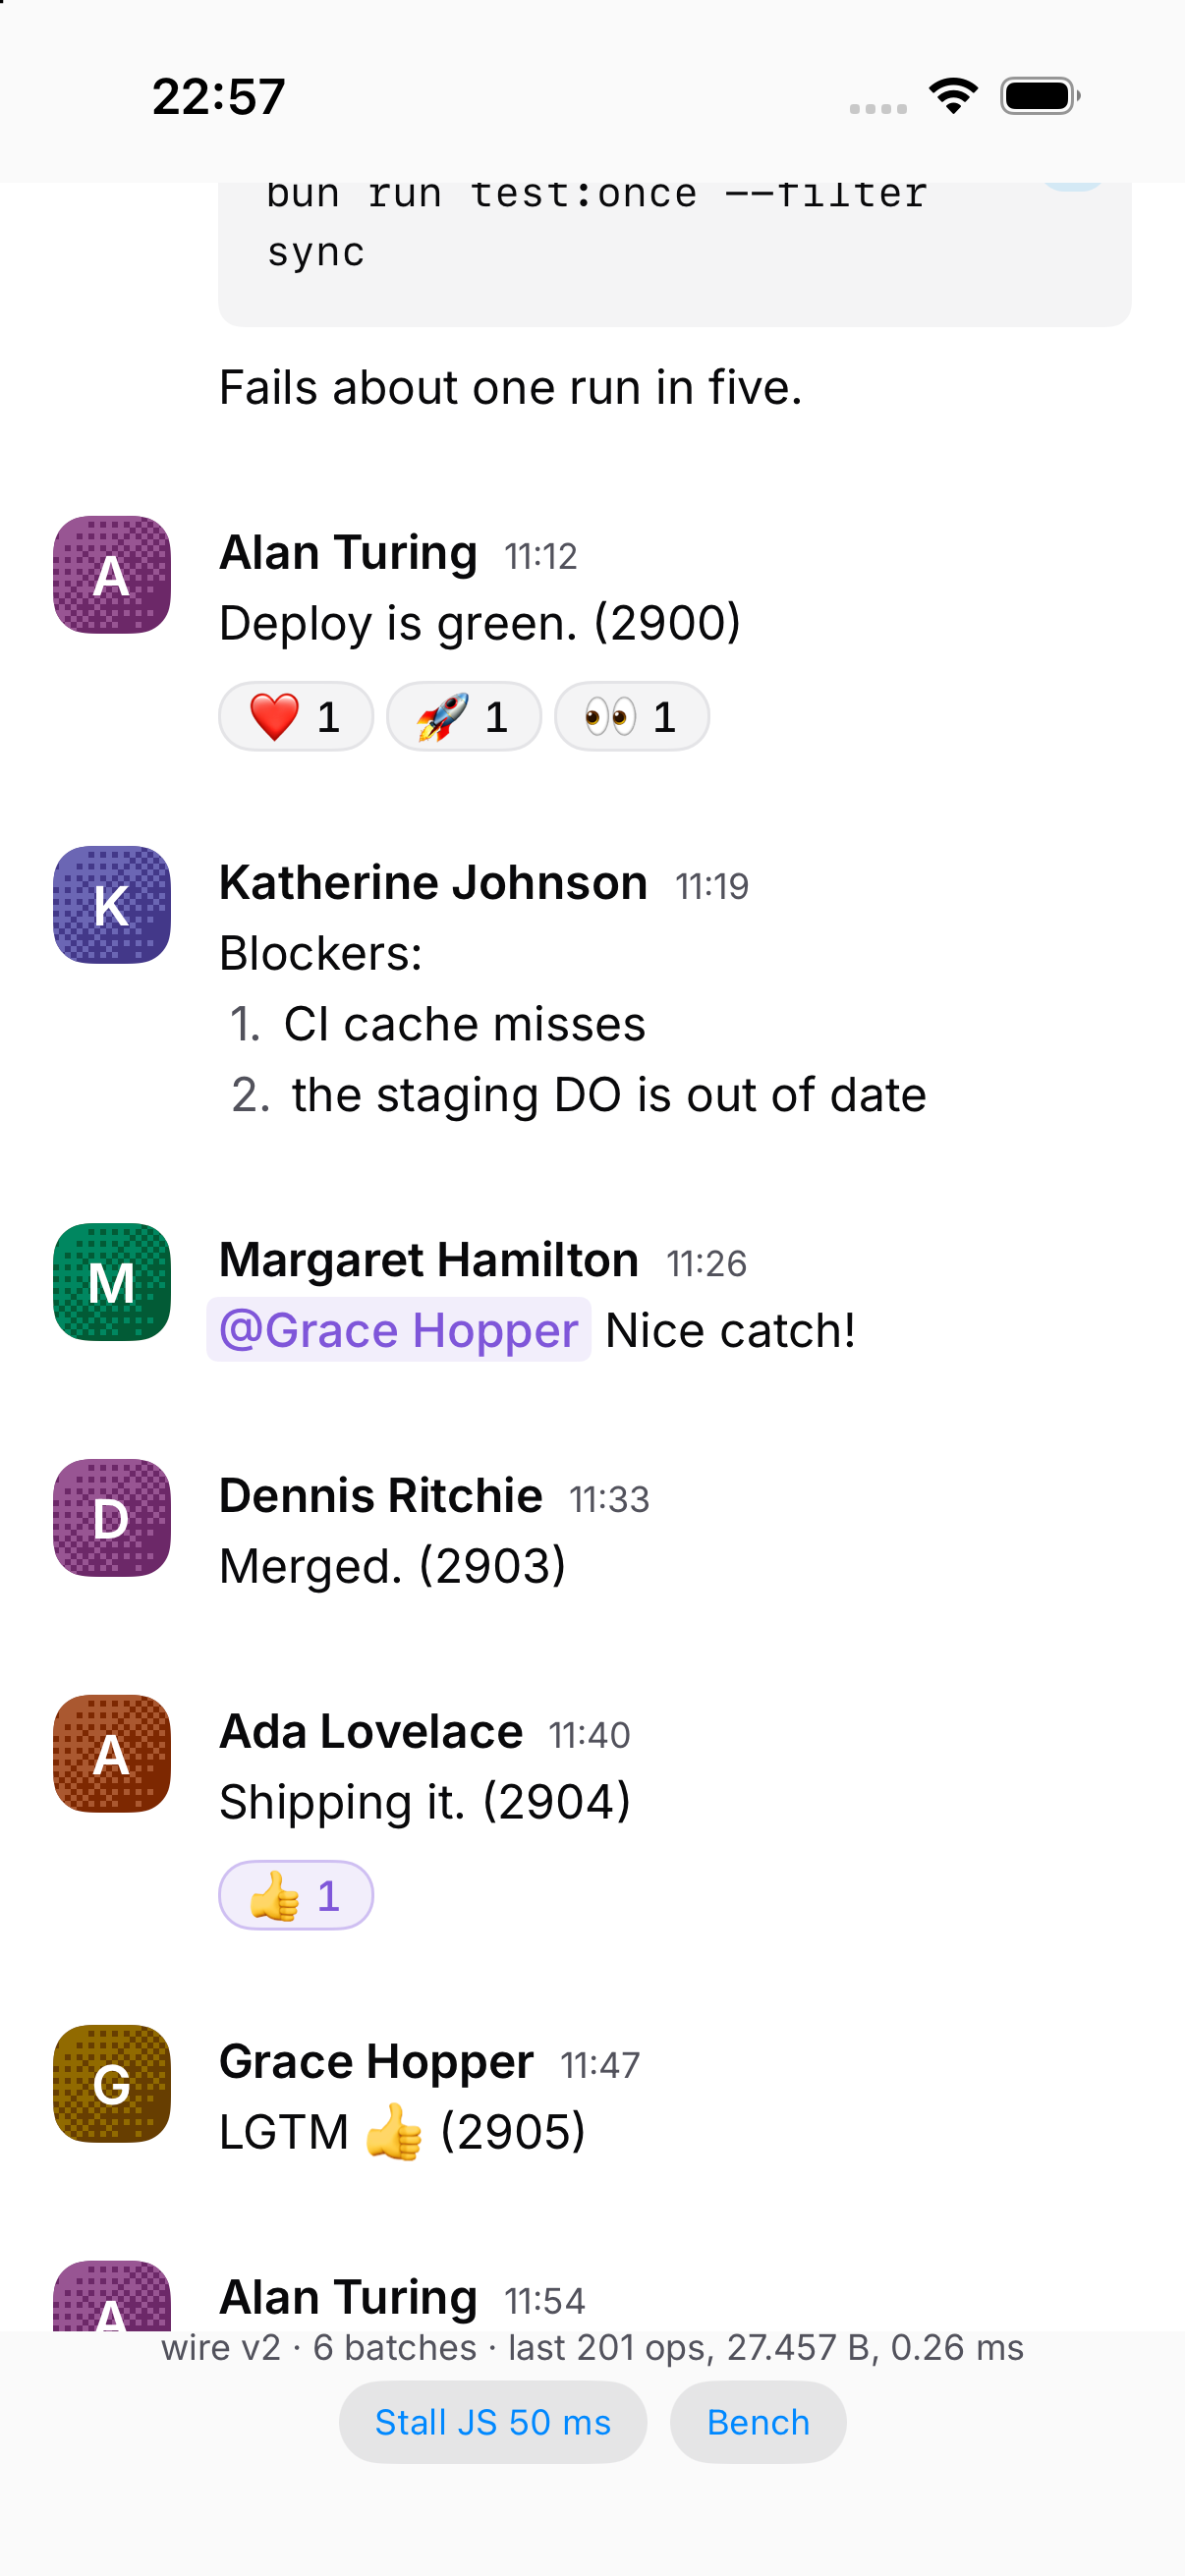 22:57
bun run test:once --filter
sync
Fails about one run in five.
A
Alan Turing 11:12
Deploy is green. (2900)
❤️ 1 🚀 1 👀 1
K
Katherine Johnson 11:19
Blockers:
1. CI cache misses
2. the staging DO is out of date
M
Margaret Hamilton 11:26
@Grace Hopper Nice catch!
D
Dennis Ritchie 11:33
Merged. (2903)
A
Ada Lovelace 11:40
Shipping it. (2904)
👍 1
G
Grace Hopper 11:47
LGTM 👍 (2905)
A
Alan Turing 11:54
wire v2 · 6 batches · last 201 ops, 27.457 B, 0.26 ms
Stall JS 50 ms Bench